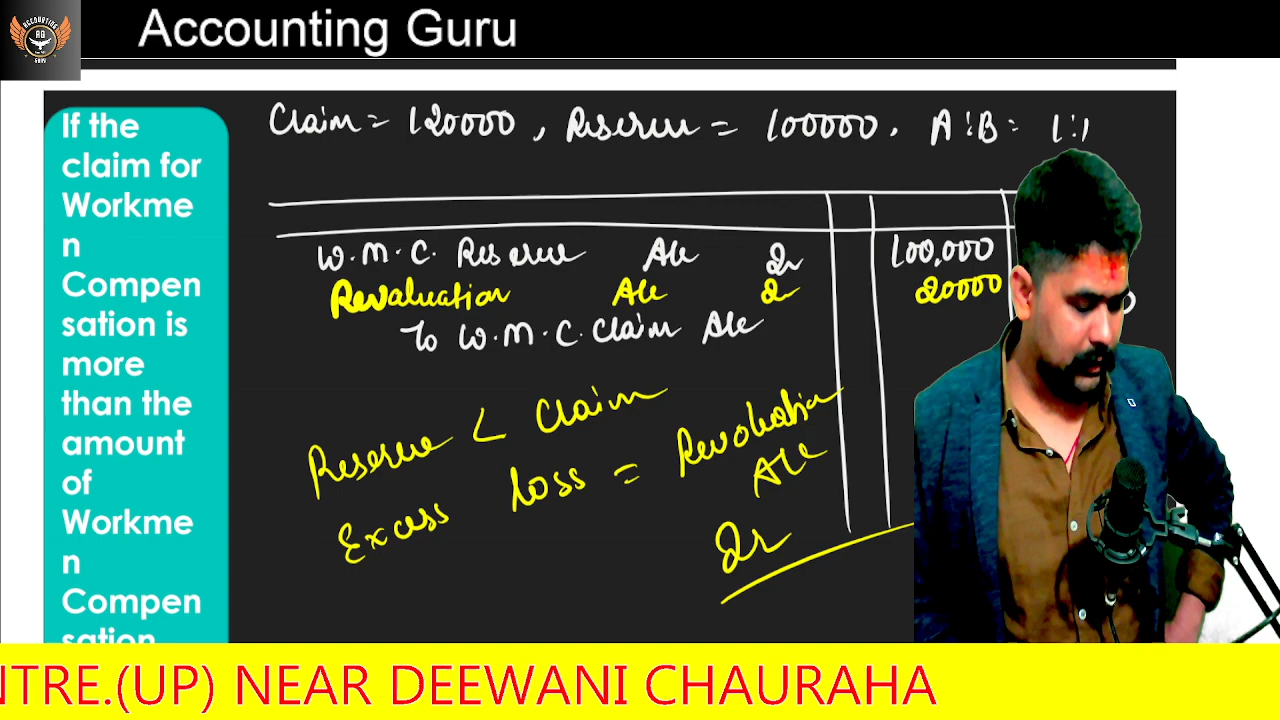 Accounting Guru
If the
claim for
Workme
n
Compen
sation is
more
than the
amount
of
Workme
n
Compen
sation
Claim = 120000 , Reserve = 100000 . A:B = 1:1
W.M.C. Reserve A/c Dr 100,000
Revaluation A/c Dr 20000
To W.M.C. Claim A/c
Reserve < Claim
Excess loss = Revaluation
A/c
Dr
NTRE.(UP) NEAR DEEWANI CHAURAHA